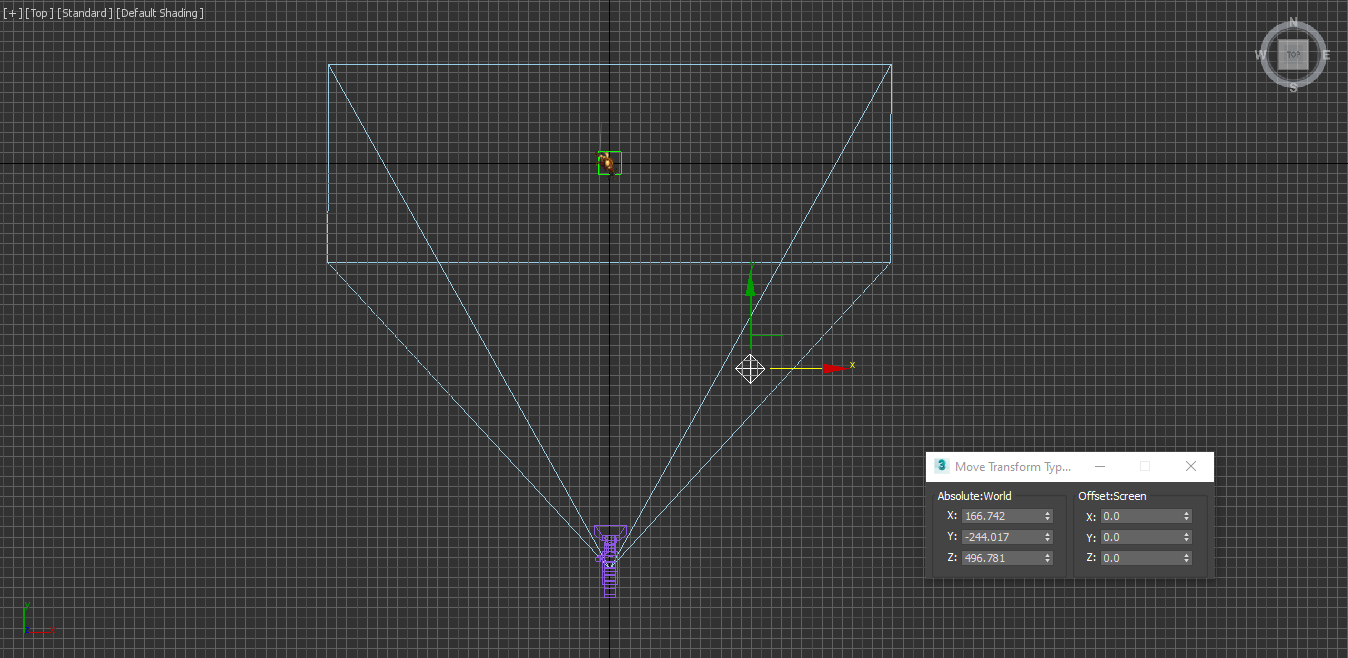 [+] [Top] [Standard] [Default Shading]
N
W TOP E
S
x
3 Move Transform Typ...
Absolute:World Offset:Screen
X: 166.742 X: 0.0
Y: -244.017 Y: 0.0
Z: 496.781 Z: 0.0
y